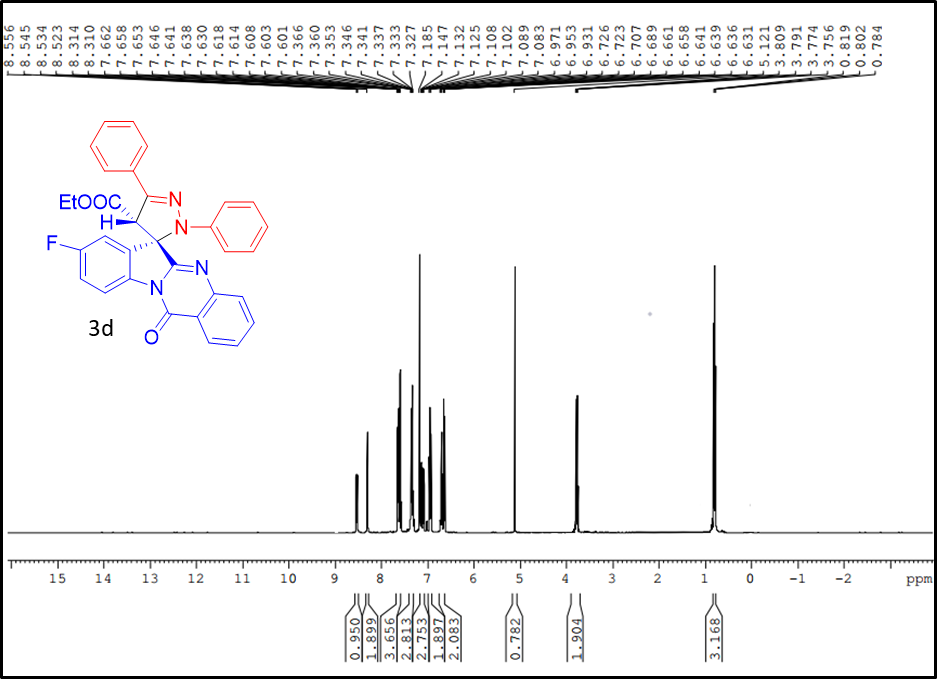 8.556 8.545 8.534 8.523 8.314 8.310 7.662 7.658 7.653 7.646 7.641 7.638 7.630 7.618 7.614 7.608 7.603 7.601 7.366 7.360 7.353 7.346 7.341 7.337 7.333 7.327 7.185 7.147 7.132 7.125 7.108 7.102 7.089 7.083 6.971 6.953 6.931 6.726 6.723 6.707 6.689 6.661 6.658 6.641 6.639 6.636 6.631 5.121 3.809 3.791 3.774 3.756 0.819 0.802 0.784
N
EtOOC
H
N
F
N
N
O
3d
15 14 13 12 11 10 9 8 7 6 5 4 3 2 1 0 -1 -2 ppm
0.950 1.899 3.656 2.813 2.753 1.897 2.083 0.782 1.904 3.168